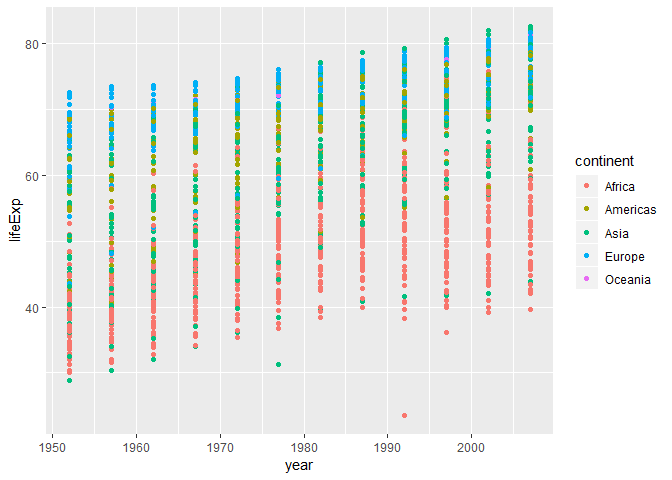 80
60
40
lifeExp
1950
1960
1970
1980
1990
2000
year
continent
Africa
Americas
Asia
Europe
Oceania